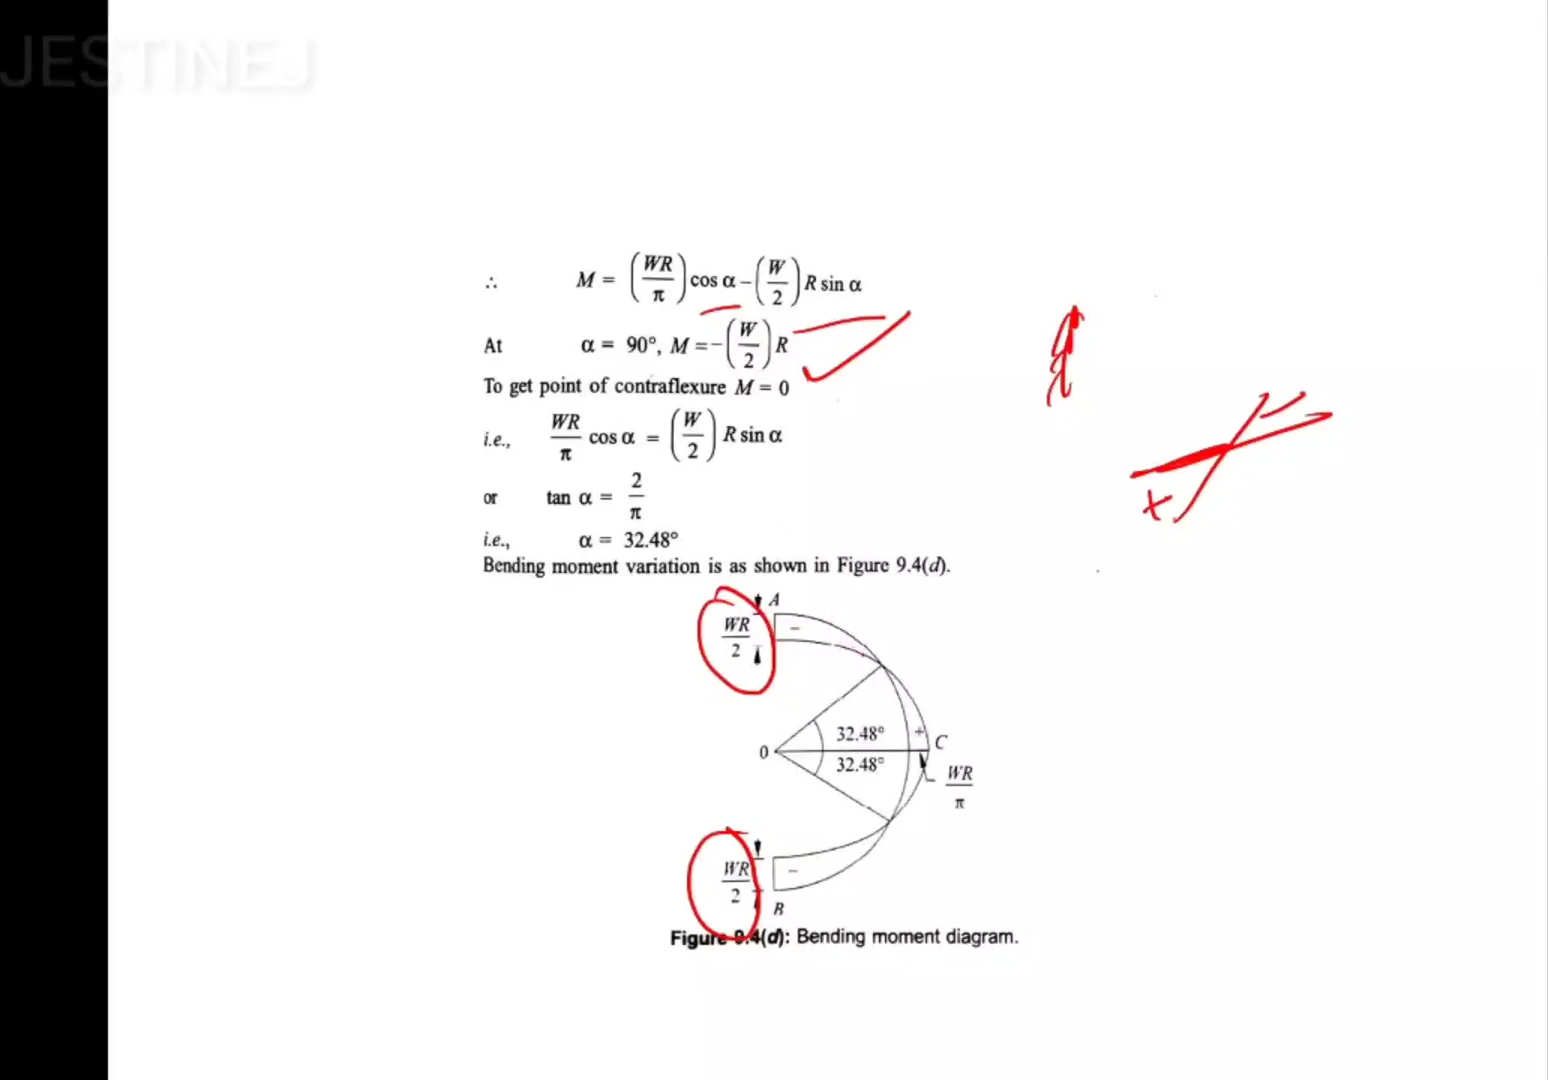 JESTINEJ
∴ M = (WR/π) cos α − (W/2) R sin α
At α = 90°, M = −(W/2) R
To get point of contraflexure M = 0
i.e., WR/π cos α = (W/2) R sin α
or tan α = 2/π
i.e., α = 32.48°
Bending moment variation is as shown in Figure 9.4(d).
A
WR/2
−
32.48°
+
C
0
32.48°
WR/π
WR/2
−
B
Figure 9.4(d): Bending moment diagram.
+